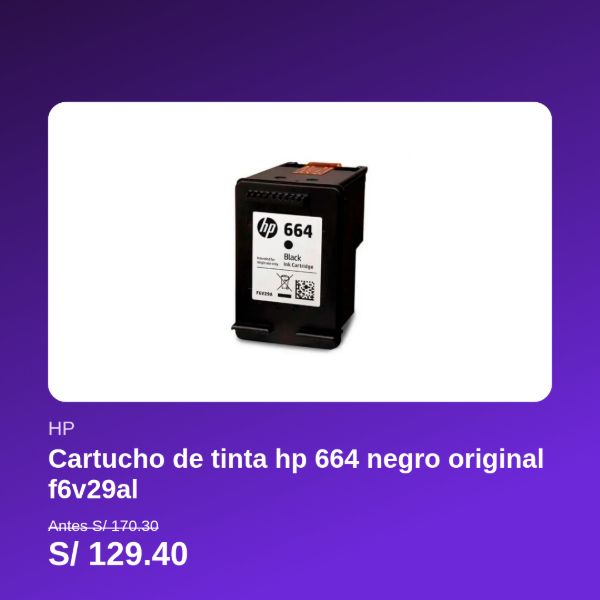 hp 664
Black
Ink Cartridge
F6V29A
HP
Cartucho de tinta hp 664 negro original
f6v29al
Antes S/ 170.30
S/ 129.40